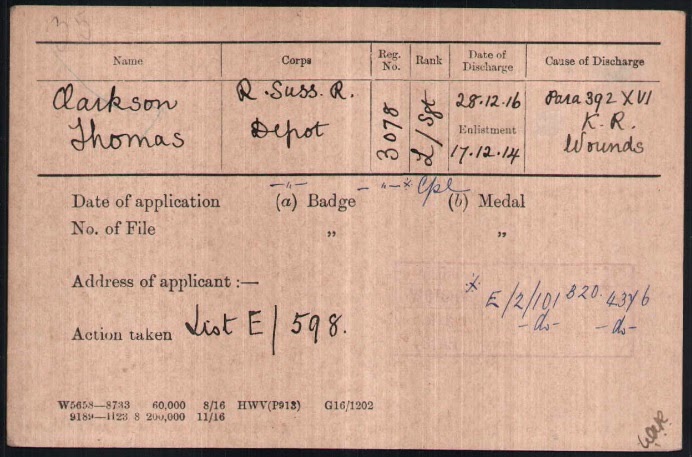 Name Corps Reg. No. Rank Date of Discharge Cause of Discharge
Clarkson Thomas R. Suss. R. Depot 3078 L/Sgt 28.12.16 Enlistment 17.12.14 Para 392 XVI K.R. Wounds
—"— — "—* Cpl
Date of application (a) Badge (b) Medal
No. of File " "
Address of applicant :—
* E/2/101 B20. 4376
—do— —do—
Action taken List E/598.
W5658—8733 60,000 8/16 HWV(P913) G16/1202
9189—1123 8 200,000 11/16